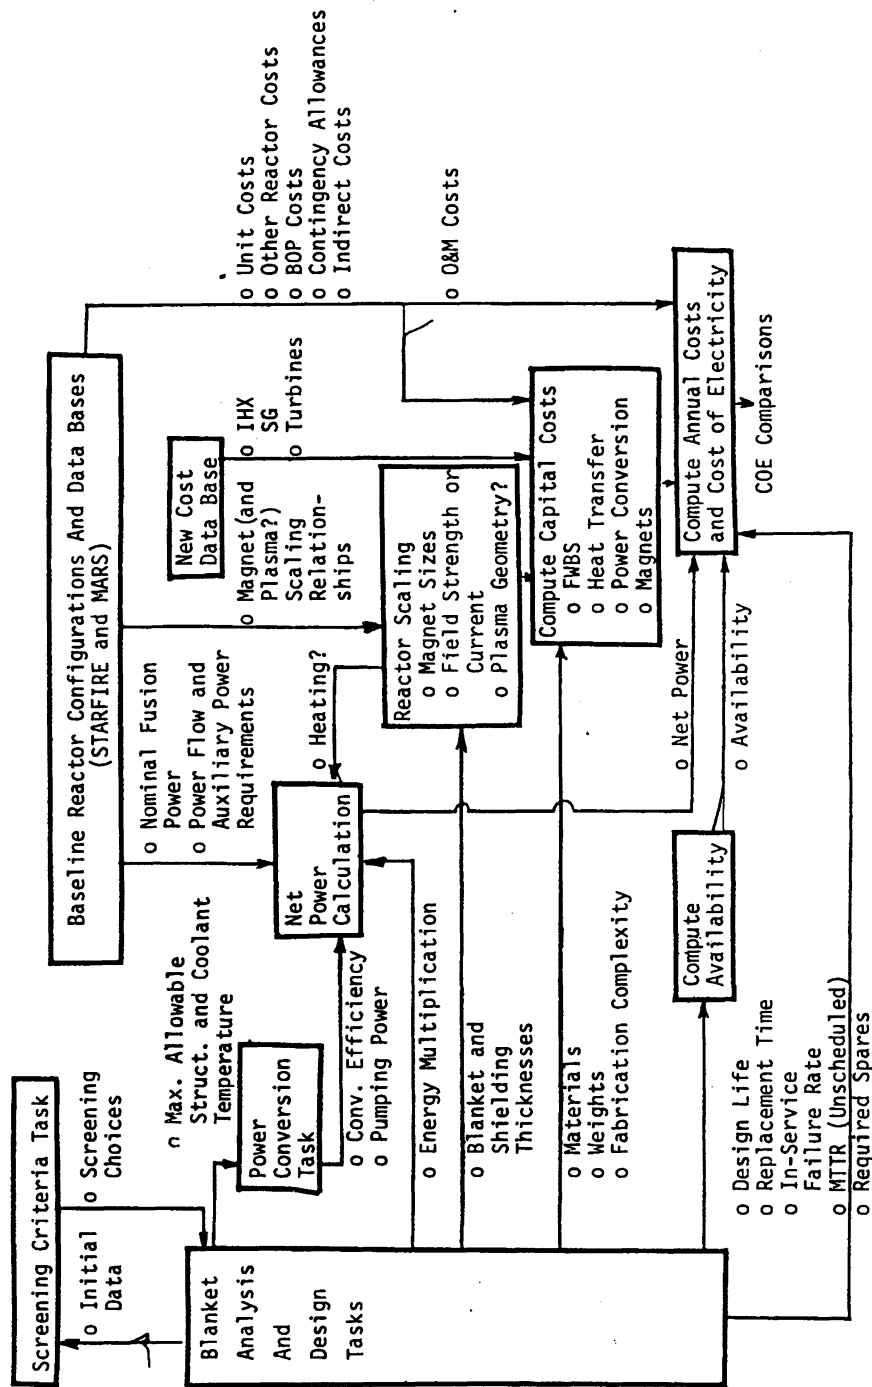 Screening Criteria Task
o Initial
Data
o Screening
Choices
Blanket
Analysis
And
Design
Tasks
o Max. Allowable
Struct. and Coolant
Temperature
Power
Conversion
Task
o Conv. Efficiency
o Pumping Power
o Energy Multiplication
o Blanket and
Shielding
Thicknesses
o Materials
o Weights
o Fabrication Complexity
o Design Life
o Replacement Time
o In-Service
Failure Rate
o MTTR (Unscheduled)
o Required Spares
Baseline Reactor Configurations And Data Bases
(STARFIRE and MARS)
o Nominal Fusion
Power
o Power Flow and
Auxiliary Power
Requirements
Net
Power
Calculation
o Heating?
o Magnet(and
Plasma?)
Scaling
Relation-
ships
New Cost
Data Base
o IHX
SG
o Turbines
Reactor Scaling
o Magnet Sizes
o Field Strength or
Current
o Plasma Geometry?
Compute Capital Costs
o FWBS
o Heat Transfer
o Power Conversion
o Magnets
o Unit Costs
o Other Reactor Costs
o BOP Costs
o Contingency Allowances
o Indirect Costs
o O&M Costs
Compute
Availability
o Net Power
o Availability
Compute Annual Costs
and Cost of Electricity
COE Comparisons